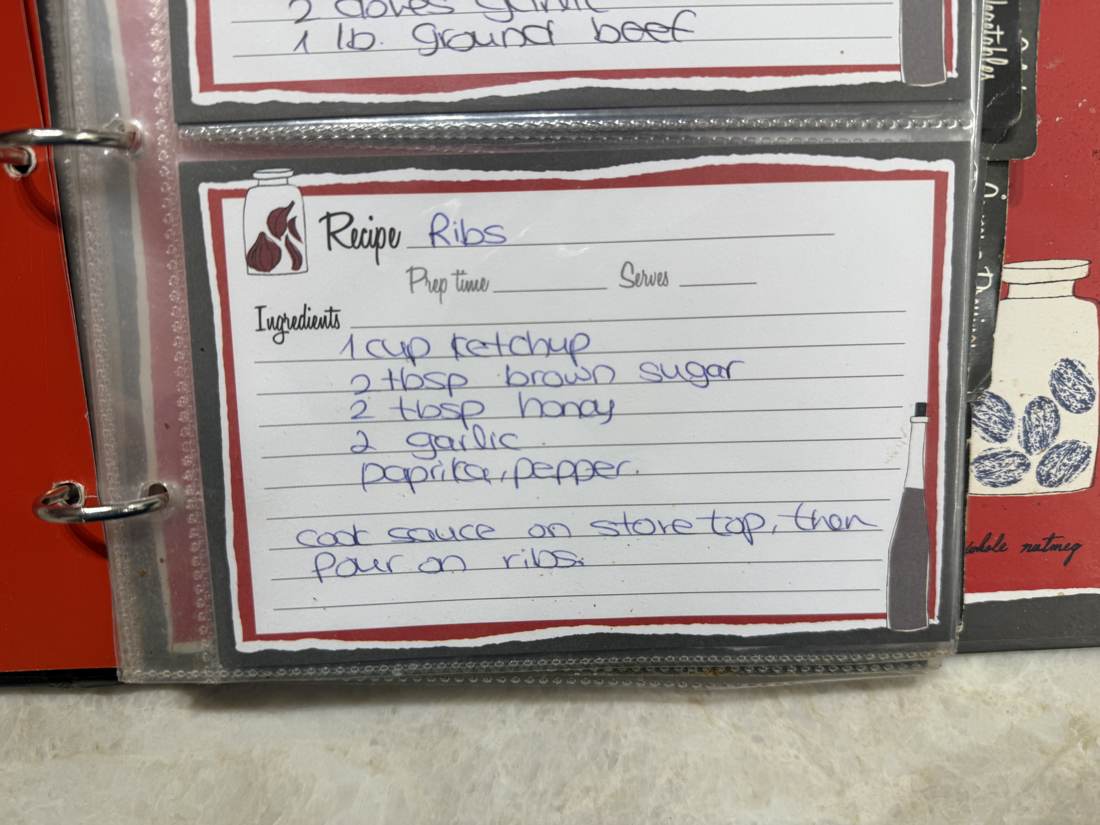 2 cloves garlic
1 lb. ground beef
Recipe Ribs
Prep time Serves
Ingredients
1 cup ketchup
2 tbsp brown sugar
2 tbsp honey
2 garlic
paprika, pepper.
cook sauce on stove top, then
Pour on ribs.
Vegetables
whole nutmeg